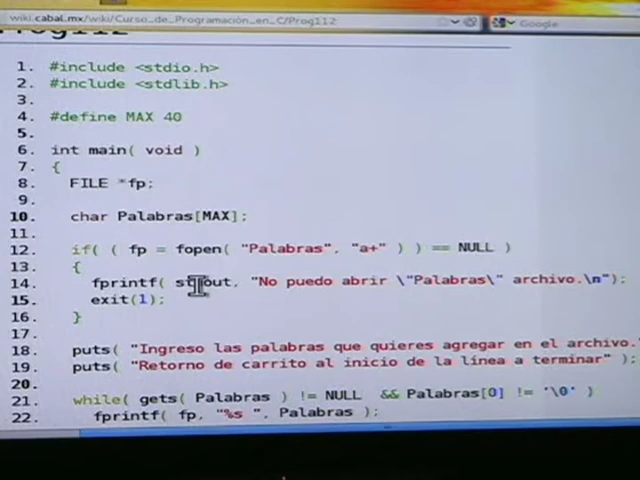 wiki.cabal.mx/wiki/Curso_de_Programación_en_C/Prog112
Google
Prog112
1. #include <stdio.h>
2. #include <stdlib.h>
3.
4. #define MAX 40
5.
6. int main( void )
7. {
8. FILE *fp;
9.
10. char Palabras[MAX];
11.
12. if( ( fp = fopen( "Palabras", "a+" ) ) == NULL )
13. {
14. fprintf( stdout, "No puedo abrir \"Palabras\" archivo.\n");
15. exit(1);
16. }
17.
18. puts( "Ingreso las palabras que quieres agregar en el archivo.
19. puts( "Retorno de carrito al inicio de la línea a terminar" );
20.
21. while( gets( Palabras ) != NULL && Palabras[0] != '\0' )
22. fprintf( fp, "%s ", Palabras );